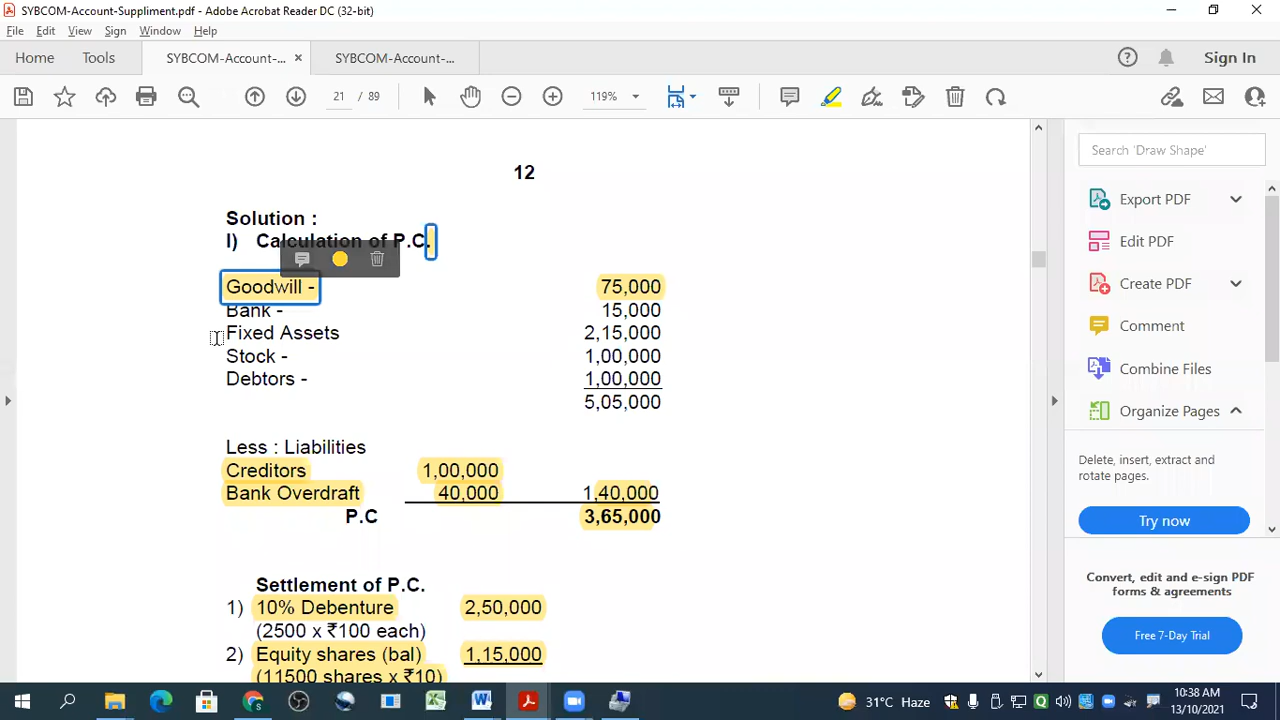 SYBCOM-Account-Suppliment.pdf - Adobe Acrobat Reader DC (32-bit)
File Edit View Sign Window Help
Home Tools SYBCOM-Account-... × SYBCOM-Account-... Sign In
21 / 89 119%
12
Solution :
I) Calculation of P.C.
Goodwill - 75,000
Bank - 15,000
Fixed Assets 2,15,000
Stock - 1,00,000
Debtors - 1,00,000
5,05,000
Less : Liabilities
Creditors 1,00,000
Bank Overdraft 40,000 1,40,000
P.C 3,65,000
Settlement of P.C.
1) 10% Debenture 2,50,000
(2500 x ₹100 each)
2) Equity shares (bal) 1,15,000
(11500 shares x ₹10)
Search 'Draw Shape'
Export PDF
Edit PDF
Create PDF
Comment
Combine Files
Organize Pages
Delete, insert, extract and
rotate pages.
Try now
Convert, edit and e-sign PDF
forms & agreements
Free 7-Day Trial
31°C Haze
10:38 AM
13/10/2021